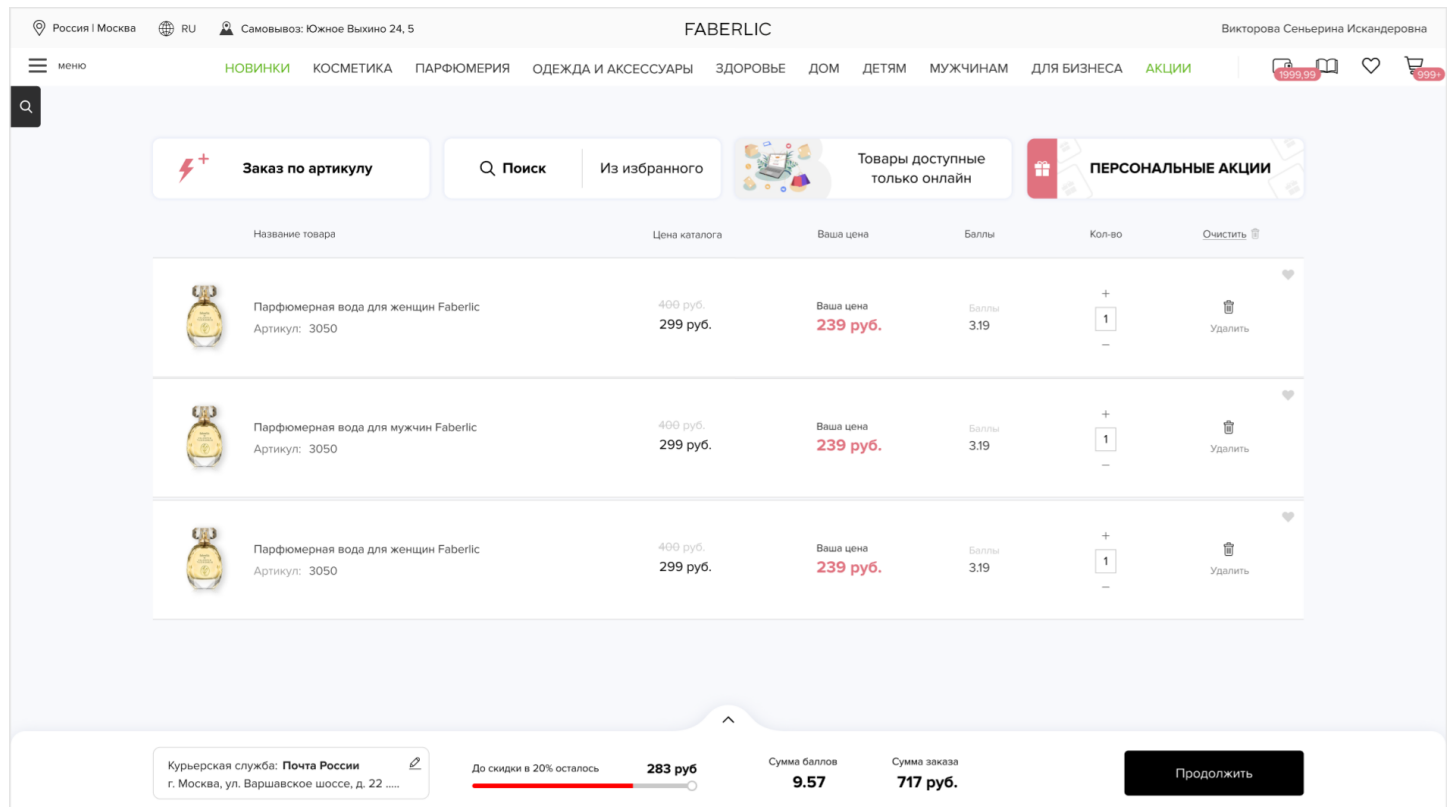 Россия | Москва RU Самовывоз: Южное Выхино 24, 5 FABERLIC Викторова Сеньерина Искандеровна
меню НОВИНКИ КОСМЕТИКА ПАРФЮМЕРИЯ ОДЕЖДА И АКСЕССУАРЫ ЗДОРОВЬЕ ДОМ ДЕТЯМ МУЖЧИНАМ ДЛЯ БИЗНЕСА АКЦИИ 1999,99 999+
Заказ по артикулу
Поиск
Из избранного
Товары доступные
только онлайн
ПЕРСОНАЛЬНЫЕ АКЦИИ
Название товара Цена каталога Ваша цена Баллы Кол-во Очистить
Парфюмерная вода для женщин Faberlic
Артикул: 3050
400 руб.
299 руб.
Ваша цена
239 руб.
Баллы
3.19
+
1
–
Удалить
Парфюмерная вода для мужчин Faberlic
Артикул: 3050
400 руб.
299 руб.
Ваша цена
239 руб.
Баллы
3.19
+
1
–
Удалить
Парфюмерная вода для женщин Faberlic
Артикул: 3050
400 руб.
299 руб.
Ваша цена
239 руб.
Баллы
3.19
+
1
–
Удалить
Курьерская служба: Почта России
г. Москва, ул. Варшавское шоссе, д. 22 .....
До скидки в 20% осталось 283 руб
Сумма баллов
9.57
Сумма заказа
717 руб.
Продолжить